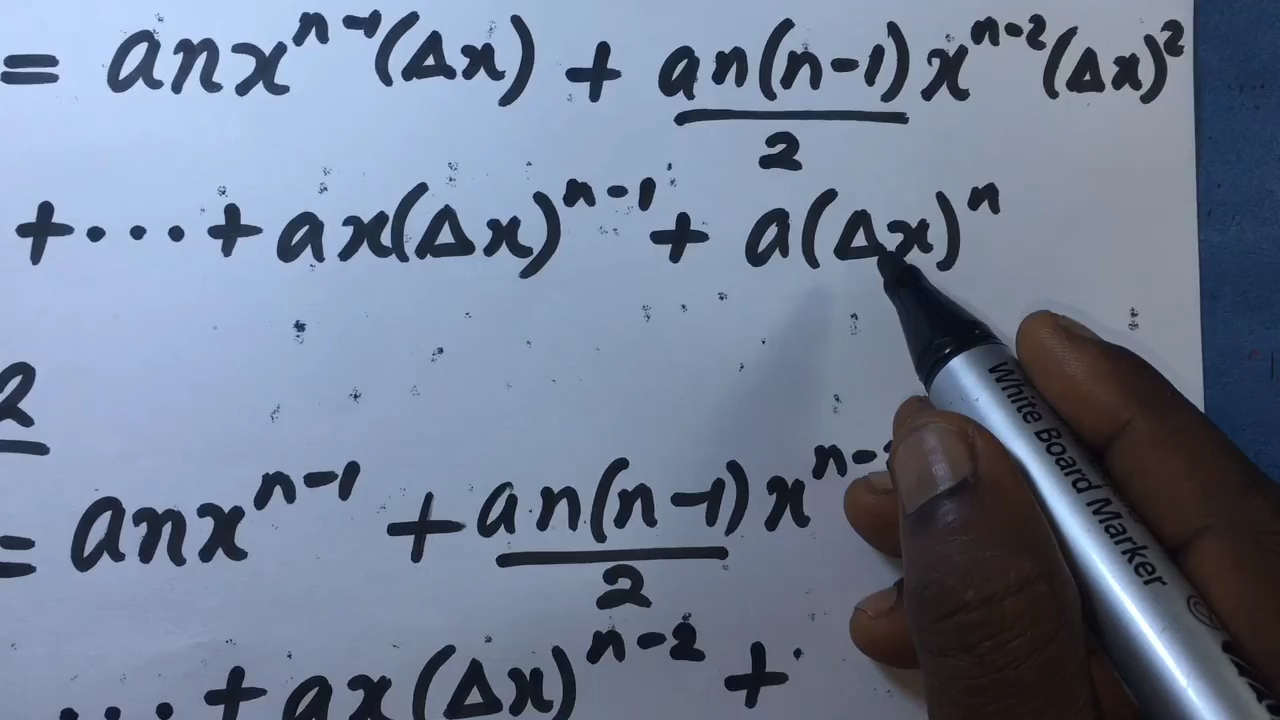 = anx^(n-1)(Δx) + an(n-1)/2 x^(n-2)(Δx)^2
+ ··· + ax(Δx)^(n-1) + a(Δx)^n
2
= anx^(n-1) + an(n-1)/2 x^(n-
··· + ax(Δx)^(n-2) +
White Board Marker